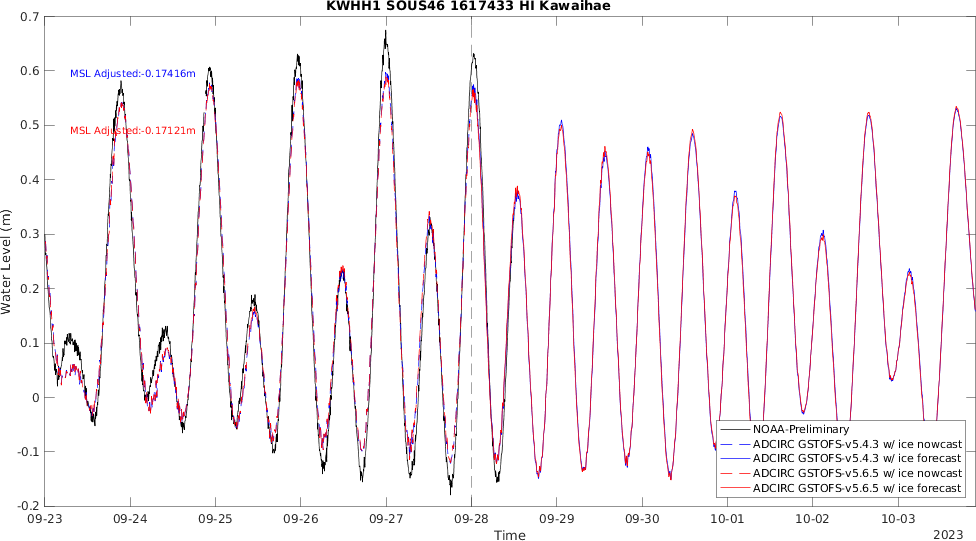 KWHH1 SOUS46 1617433 HI Kawaihae
0.7
0.6
0.5
0.4
0.3
0.2
0.1
0
-0.1
-0.2
Water Level (m)
MSL Adjusted:-0.17416m
MSL Adjusted:-0.17121m
NOAA-Preliminary
ADCIRC GSTOFS-v5.4.3 w/ ice nowcast
ADCIRC GSTOFS-v5.4.3 w/ ice forecast
ADCIRC GSTOFS-v5.6.5 w/ ice nowcast
ADCIRC GSTOFS-v5.6.5 w/ ice forecast
09-23 09-24 09-25 09-26 09-27 09-28 09-29 09-30 10-01 10-02 10-03
Time
2023